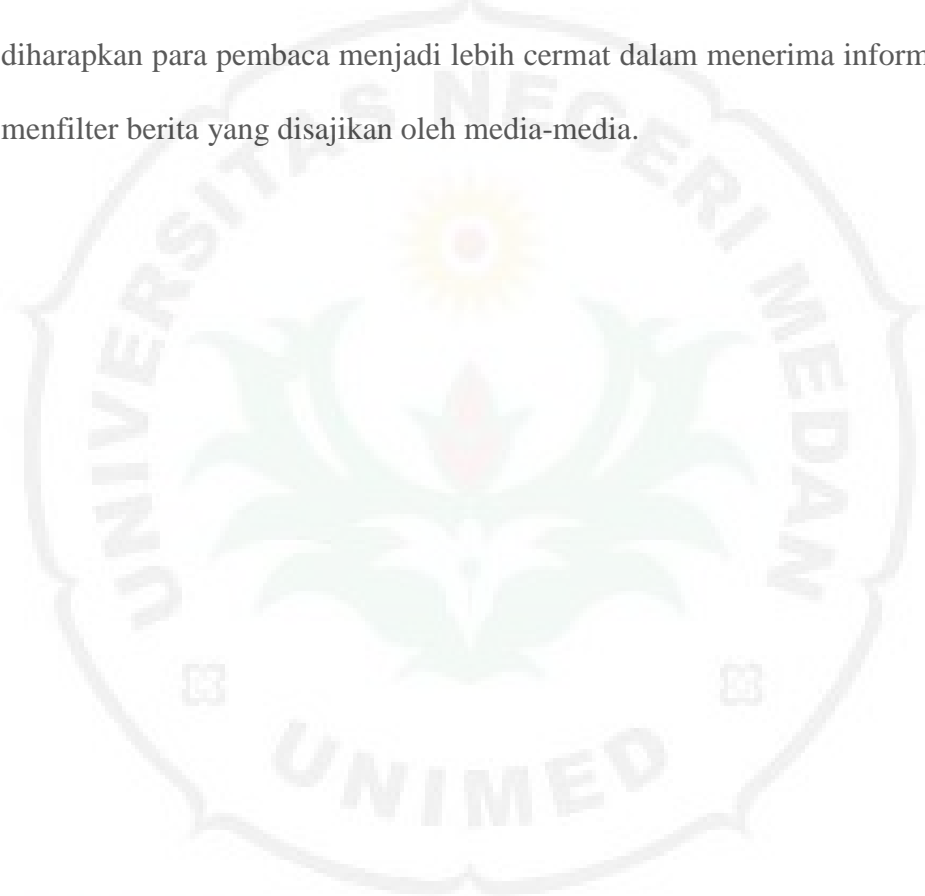 diharapkan para pembaca menjadi lebih cermat dalam menerima inform
menfilter berita yang disajikan oleh media-media.
UNIVERSITAS NEGERI MEDAN
UNIMED